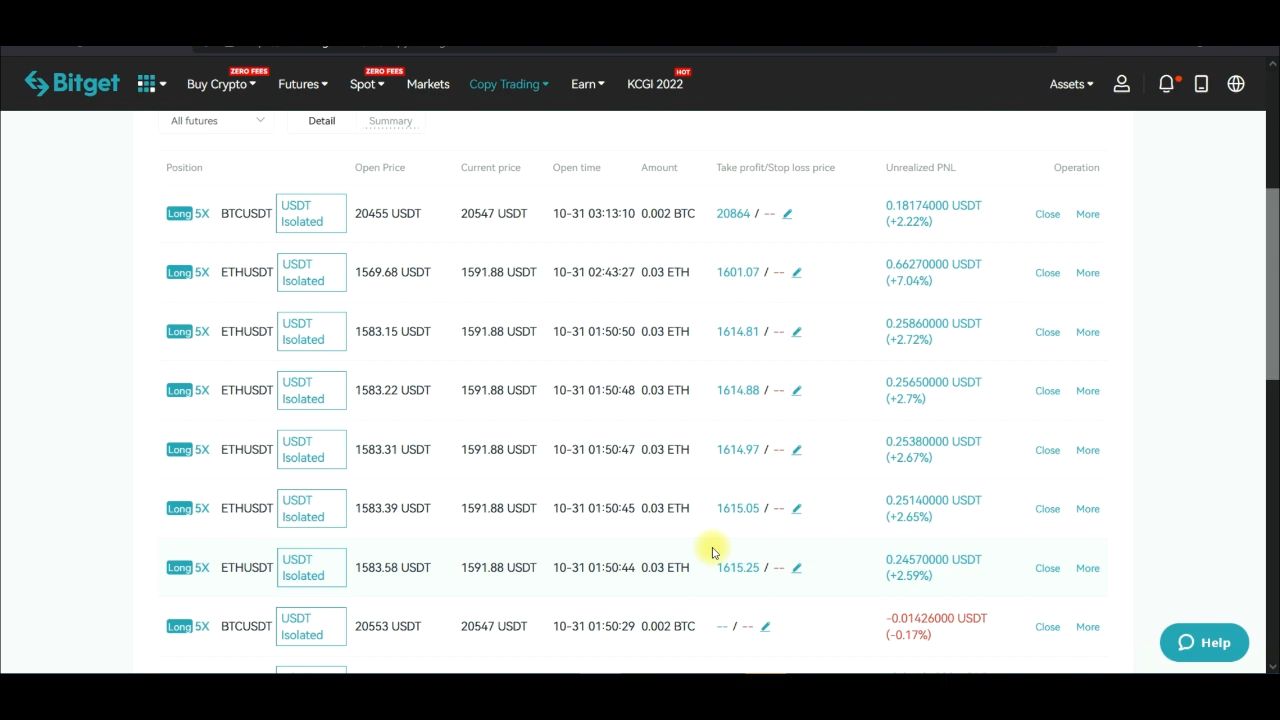 Bitget
Buy Crypto ZERO FEES Futures Spot ZERO FEES Markets Copy Trading Earn KCGI 2022 HOT Assets
All futures Detail Summary
Position Open Price Current price Open time Amount Take profit/Stop loss price Unrealized PNL Operation
Long 5X BTCUSDT USDT Isolated 20455 USDT 20547 USDT 10-31 03:13:10 0.002 BTC 20864 / -- 0.18174000 USDT (+2.22%) Close More
Long 5X ETHUSDT USDT Isolated 1569.68 USDT 1591.88 USDT 10-31 02:43:27 0.03 ETH 1601.07 / -- 0.66270000 USDT (+7.04%) Close More
Long 5X ETHUSDT USDT Isolated 1583.15 USDT 1591.88 USDT 10-31 01:50:50 0.03 ETH 1614.81 / -- 0.25860000 USDT (+2.72%) Close More
Long 5X ETHUSDT USDT Isolated 1583.22 USDT 1591.88 USDT 10-31 01:50:48 0.03 ETH 1614.88 / -- 0.25650000 USDT (+2.7%) Close More
Long 5X ETHUSDT USDT Isolated 1583.31 USDT 1591.88 USDT 10-31 01:50:47 0.03 ETH 1614.97 / -- 0.25380000 USDT (+2.67%) Close More
Long 5X ETHUSDT USDT Isolated 1583.39 USDT 1591.88 USDT 10-31 01:50:45 0.03 ETH 1615.05 / -- 0.25140000 USDT (+2.65%) Close More
Long 5X ETHUSDT USDT Isolated 1583.58 USDT 1591.88 USDT 10-31 01:50:44 0.03 ETH 1615.25 / -- 0.24570000 USDT (+2.59%) Close More
Long 5X BTCUSDT USDT Isolated 20553 USDT 20547 USDT 10-31 01:50:29 0.002 BTC -- / -- -0.01426000 USDT (-0.17%) Close More
Help